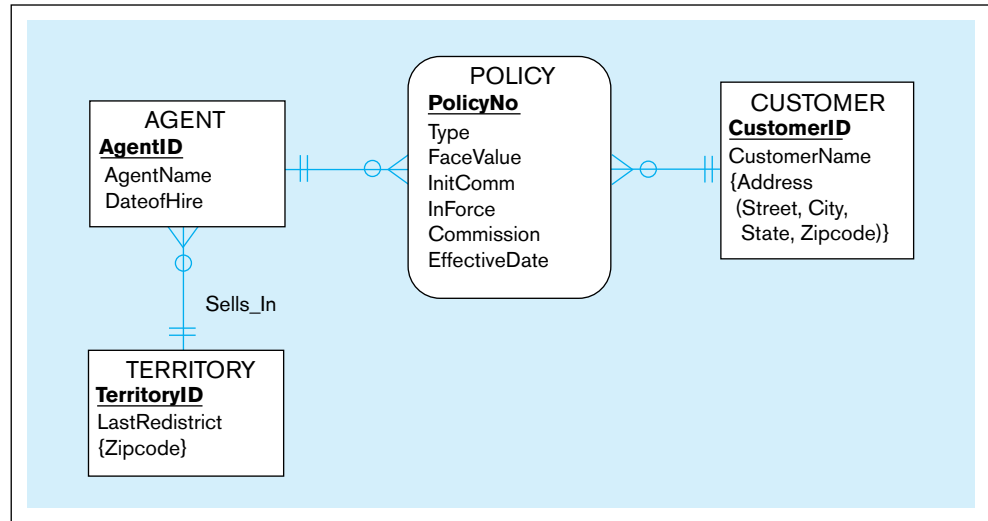 AGENT
AgentID
AgentName
DateofHire
POLICY
PolicyNo
Type
FaceValue
InitComm
InForce
Commission
EffectiveDate
CUSTOMER
CustomerID
CustomerName
{Address
(Street, City,
State, Zipcode)}
Sells_In
TERRITORY
TerritoryID
LastRedistrict
{Zipcode}